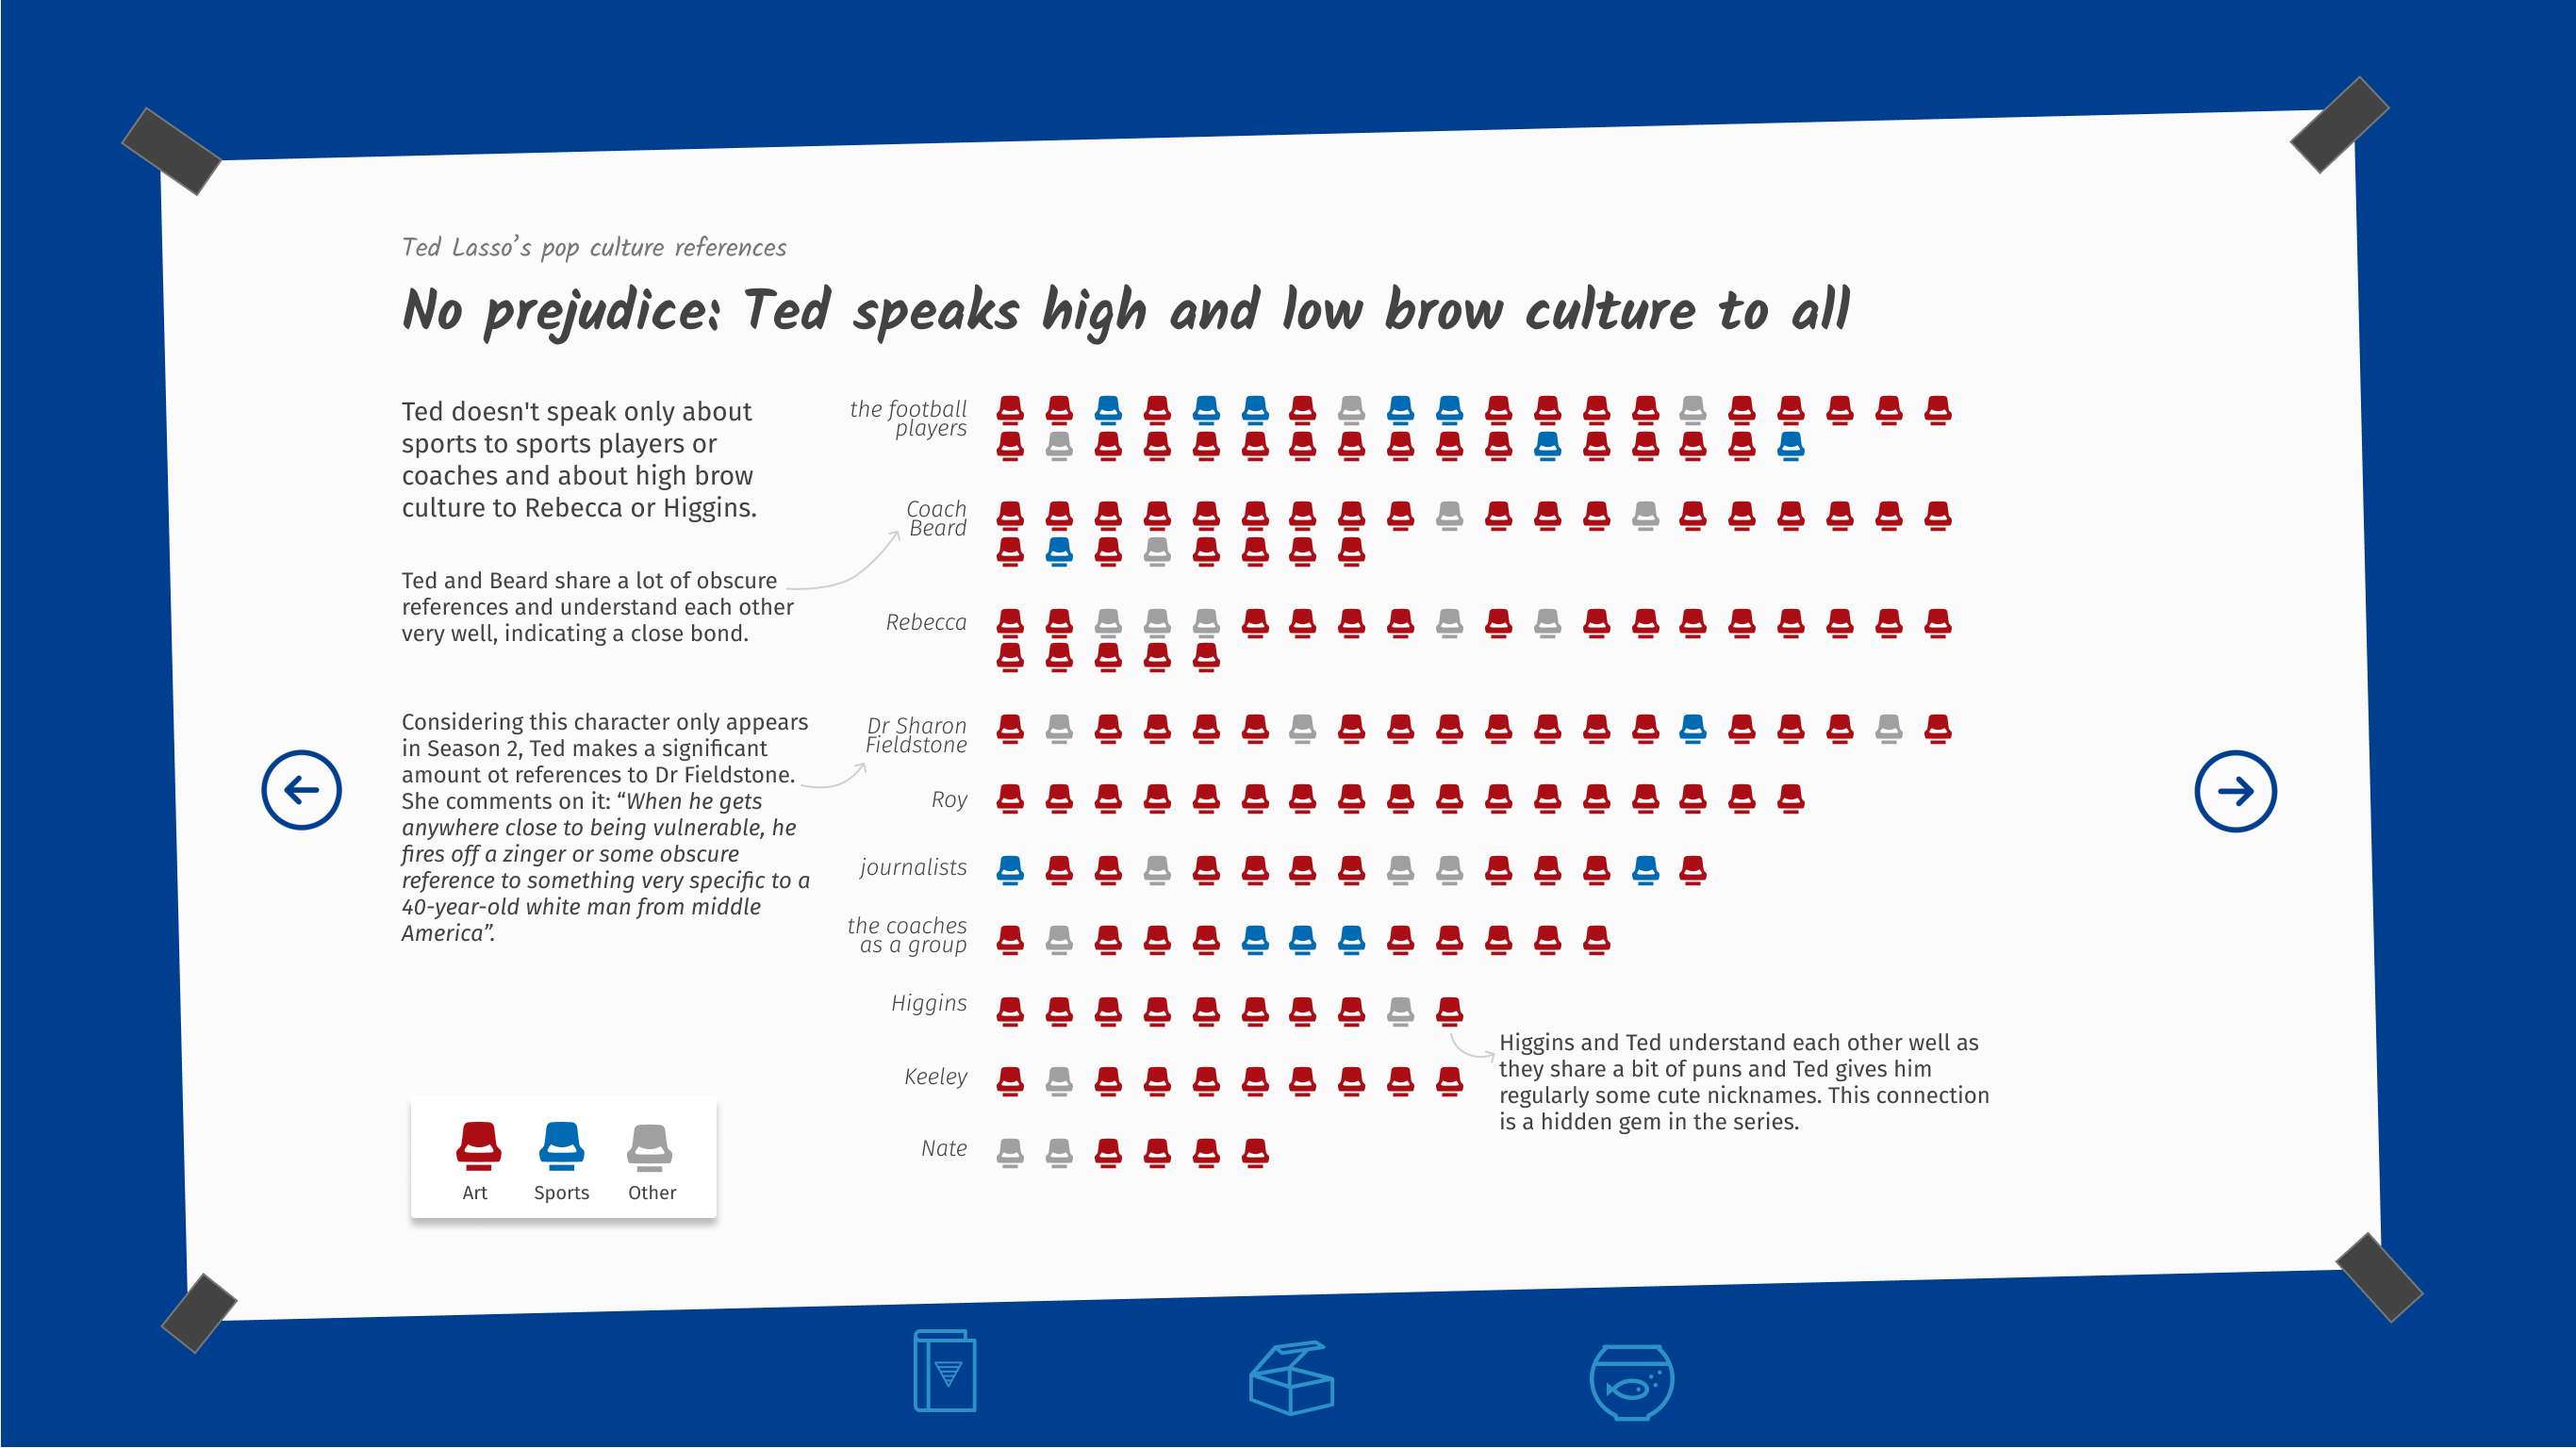 Ted Lasso’s pop culture references
No prejudice: Ted speaks high and low brow culture to all
Ted doesn't speak only about
sports to sports players or
coaches and about high brow
culture to Rebecca or Higgins.
Ted and Beard share a lot of obscure
references and understand each other
very well, indicating a close bond.
Considering this character only appears
in Season 2, Ted makes a significant
amount ot references to Dr Fieldstone.
She comments on it: “When he gets
anywhere close to being vulnerable, he
fires off a zinger or some obscure
reference to something very specific to a
40-year-old white man from middle
America”.
the football
players
Coach
Beard
Rebecca
Dr Sharon
Fieldstone
Roy
journalists
the coaches
as a group
Higgins
Keeley
Nate
Higgins and Ted understand each other well as
they share a bit of puns and Ted gives him
regularly some cute nicknames. This connection
is a hidden gem in the series.
Art
Sports
Other